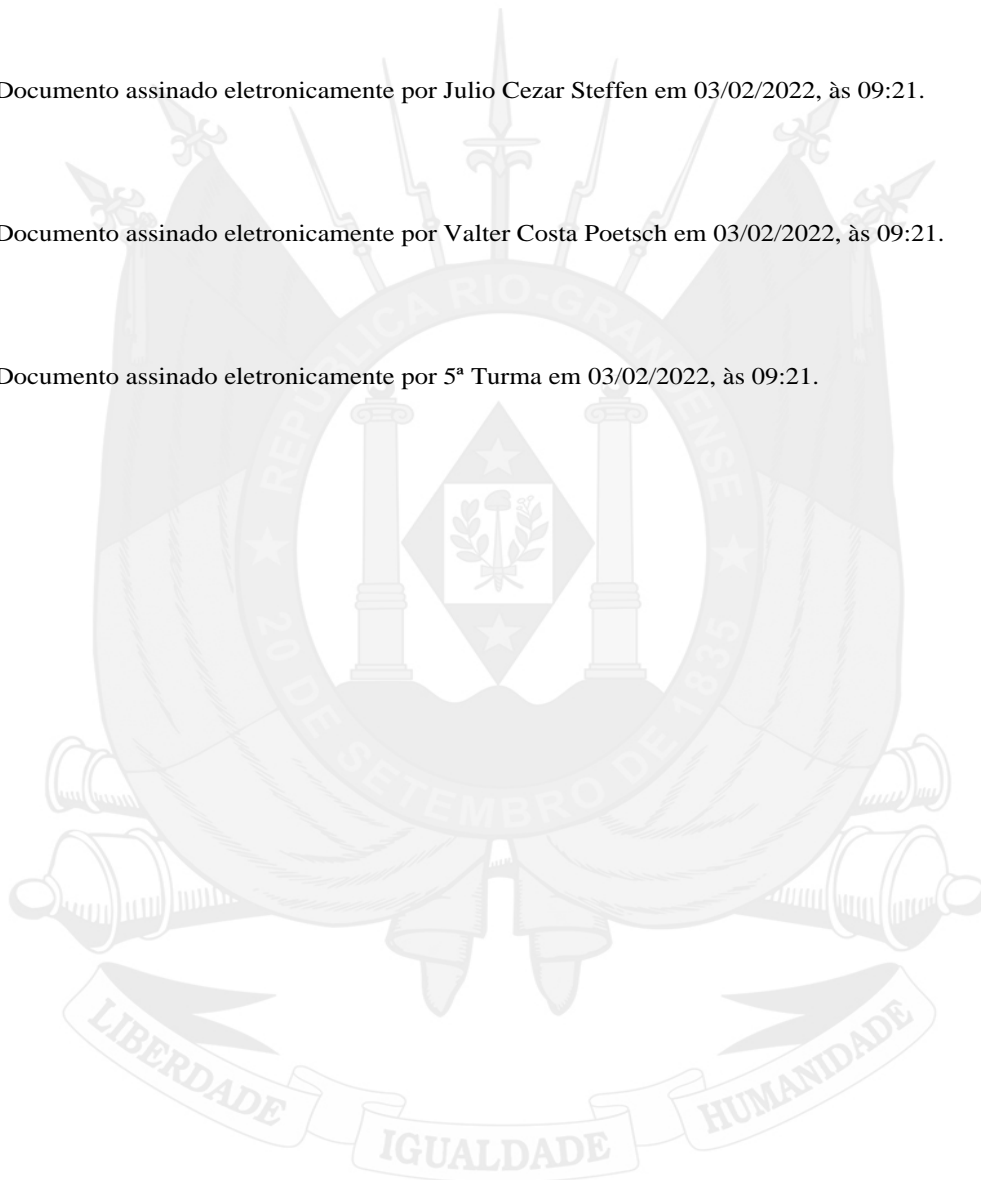 Documento assinado eletronicamente por Julio Cezar Steffen em 03/02/2022, às 09:21.
Documento assinado eletronicamente por Valter Costa Poetsch em 03/02/2022, às 09:21.
Documento assinado eletronicamente por 5ª Turma em 03/02/2022, às 09:21.
REPÚBLICA RIO-GRANDENSE
★ 20 DE SETEMBRO DE 1835 ★
LIBERDADE
IGUALDADE
HUMANIDADE